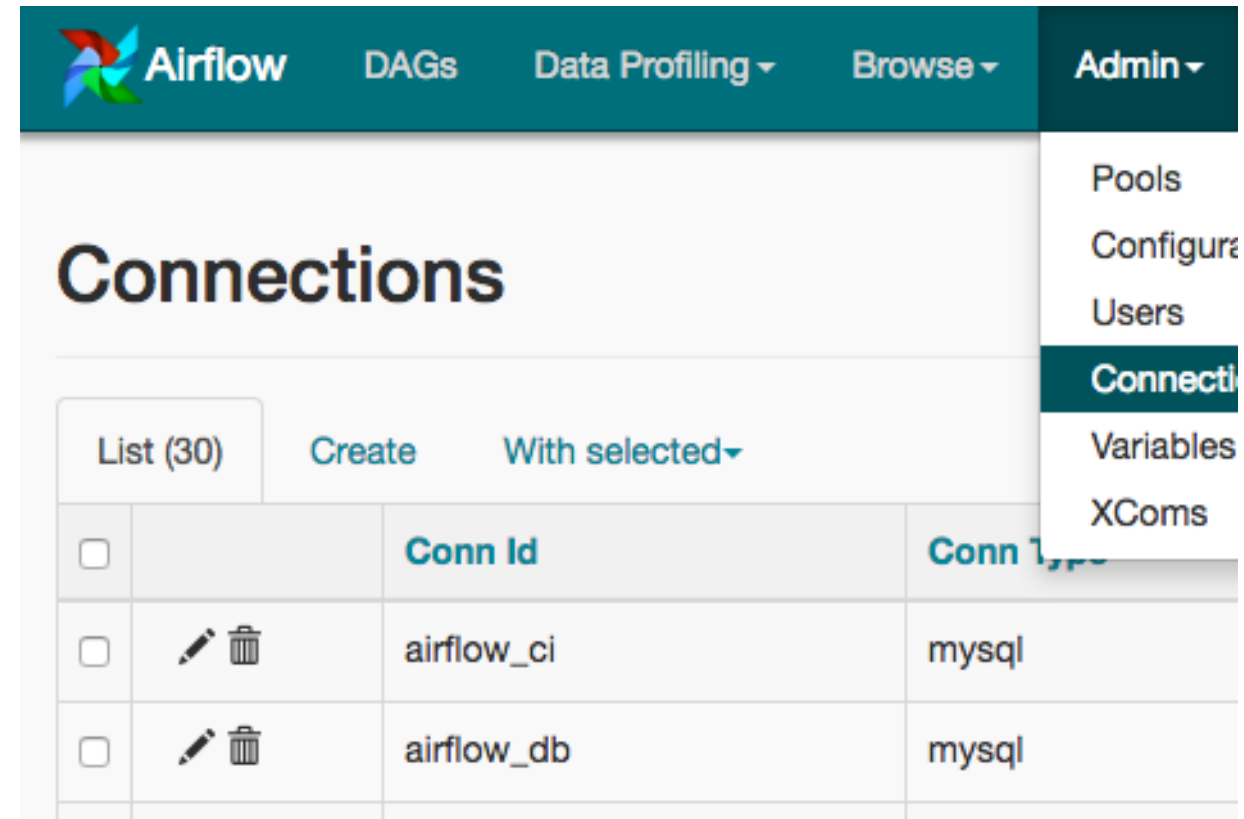 Airflow DAGs Data Profiling Browse Admin
Pools
Users
Variables
XComs
Connections
List (30) Create With selected
Conn Id Conn
airflow_ci mysql
airflow_db mysql